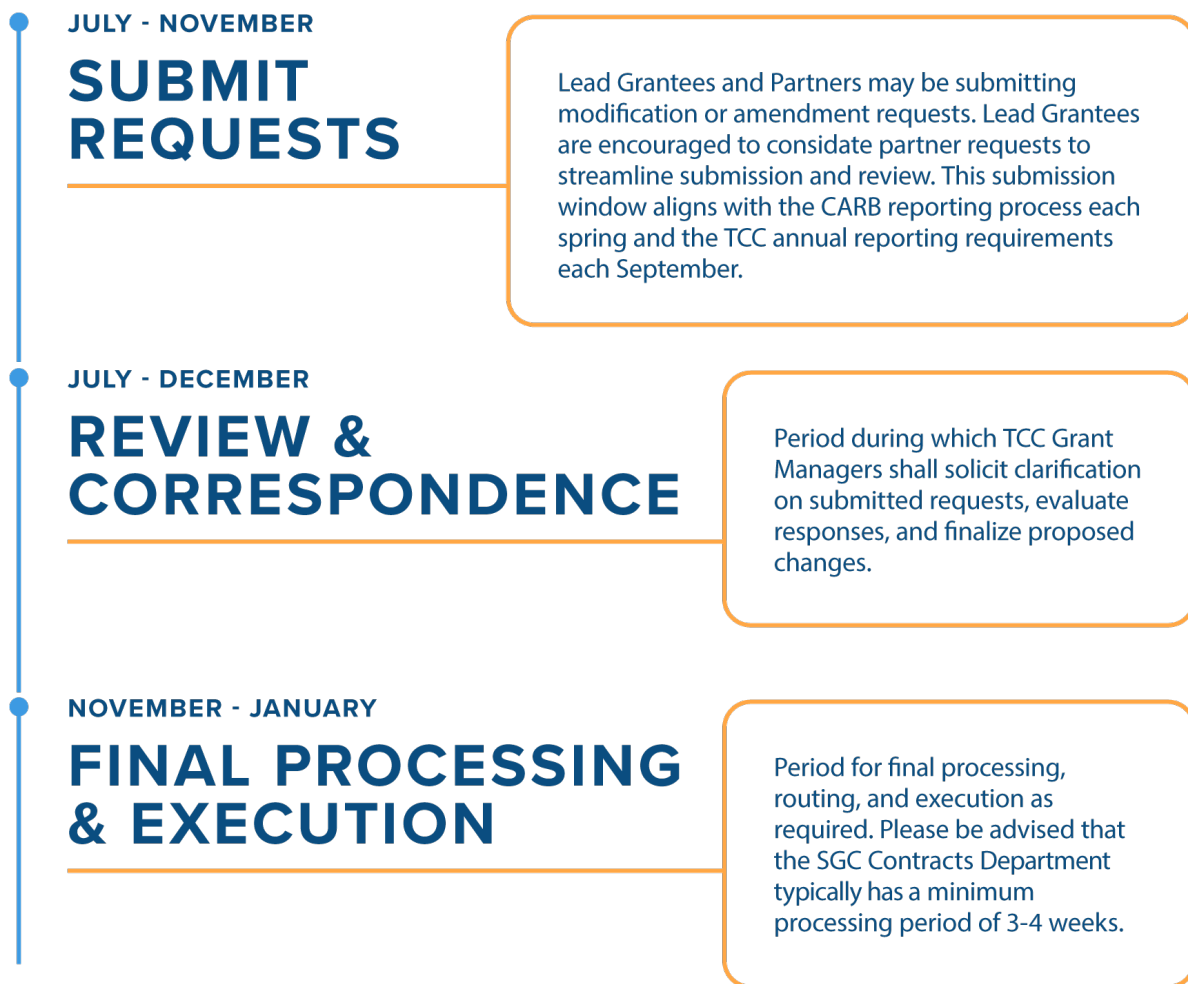 JULY - NOVEMBER
SUBMIT
REQUESTS
Lead Grantees and Partners may be submitting
modification or amendment requests. Lead Grantees
are encouraged to considate partner requests to
streamline submission and review. This submission
window aligns with the CARB reporting process each
spring and the TCC annual reporting requirements
each September.
JULY - DECEMBER
REVIEW &
CORRESPONDENCE
Period during which TCC Grant
Managers shall solicit clarification
on submitted requests, evaluate
responses, and finalize proposed
changes.
NOVEMBER - JANUARY
FINAL PROCESSING
& EXECUTION
Period for final processing,
routing, and execution as
required. Please be advised that
the SGC Contracts Department
typically has a minimum
processing period of 3-4 weeks.